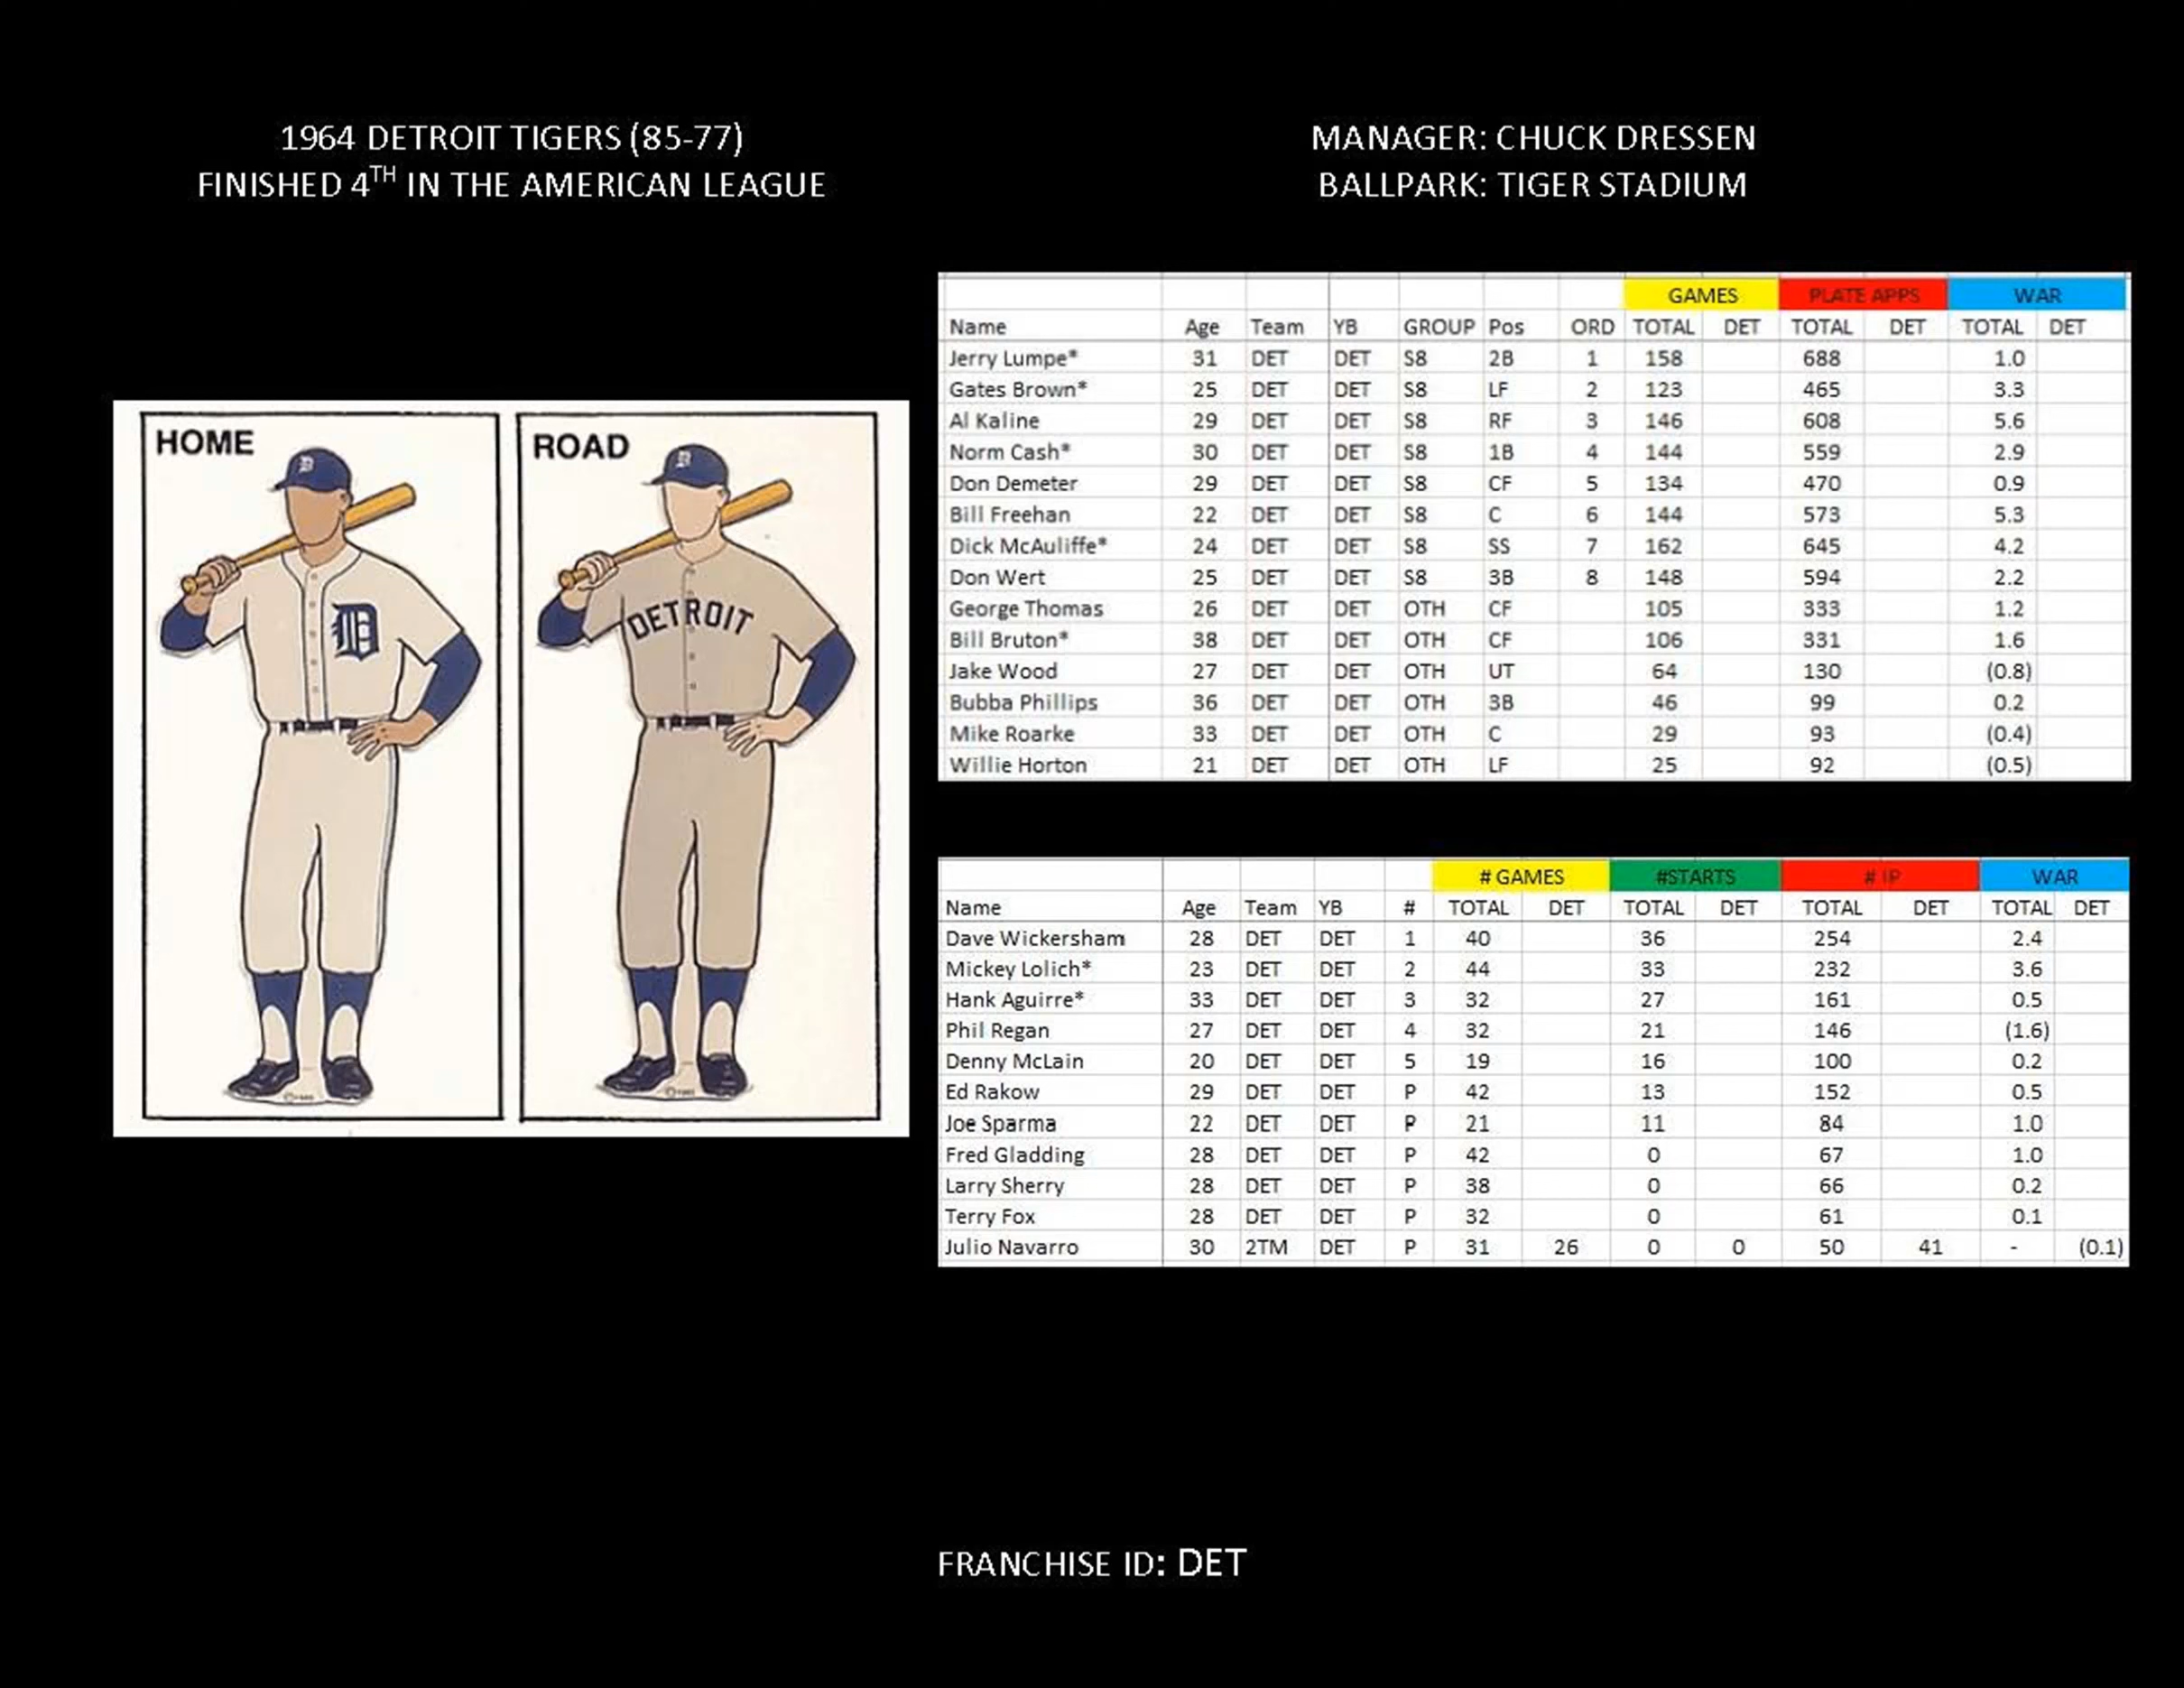 1964 DETROIT TIGERS (85-77)
FINISHED 4TH IN THE AMERICAN LEAGUE
MANAGER: CHUCK DRESSEN
BALLPARK: TIGER STADIUM
HOME
D
D
ROAD
D
DETROIT
GAMES PLATE APPS WAR
Name Age Team YB GROUP Pos ORD TOTAL DET TOTAL DET TOTAL DET
Jerry Lumpe* 31 DET DET S8 2B 1 158 688 1.0
Gates Brown* 25 DET DET S8 LF 2 123 465 3.3
Al Kaline 29 DET DET S8 RF 3 146 608 5.6
Norm Cash* 30 DET DET S8 1B 4 144 559 2.9
Don Demeter 29 DET DET S8 CF 5 134 470 0.9
Bill Freehan 22 DET DET S8 C 6 144 573 5.3
Dick McAuliffe* 24 DET DET S8 SS 7 162 645 4.2
Don Wert 25 DET DET S8 3B 8 148 594 2.2
George Thomas 26 DET DET OTH CF 105 333 1.2
Bill Bruton* 38 DET DET OTH CF 106 331 1.6
Jake Wood 27 DET DET OTH UT 64 130 (0.8)
Bubba Phillips 36 DET DET OTH 3B 46 99 0.2
Mike Roarke 33 DET DET OTH C 29 93 (0.4)
Willie Horton 21 DET DET OTH LF 25 92 (0.5)
# GAMES #STARTS # IP WAR
Name Age Team YB # TOTAL DET TOTAL DET TOTAL DET TOTAL DET
Dave Wickersham 28 DET DET 1 40 36 254 2.4
Mickey Lolich* 23 DET DET 2 44 33 232 3.6
Hank Aguirre* 33 DET DET 3 32 27 161 0.5
Phil Regan 27 DET DET 4 32 21 146 (1.6)
Denny McLain 20 DET DET 5 19 16 100 0.2
Ed Rakow 29 DET DET P 42 13 152 0.5
Joe Sparma 22 DET DET P 21 11 84 1.0
Fred Gladding 28 DET DET P 42 0 67 1.0
Larry Sherry 28 DET DET P 38 0 66 0.2
Terry Fox 28 DET DET P 32 0 61 0.1
Julio Navarro 30 2TM DET P 31 26 0 0 50 41 - (0.1)
FRANCHISE ID: DET